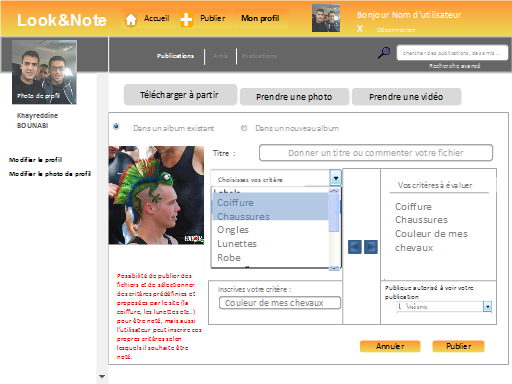 Look&Note
Accueil
Publier
Mon profil
Bonjour Nom d'utilisateur
X Déconnexion
Publications
Amis
Evaluations
chercher des publications, des amis ...
Recherche avancé
Photo de profil
Khayreddine
BOUNABI
Modifier le profil
Modifier la photo de profil
Télécharger à partir
Prendre une photo
Prendre une vidéo
Dans un album existant
Dans un nouveau album
Titre :
Donner un titre ou commenter votre fichier
Choisissez vos critère
Coiffure
Chaussures
Ongles
Lunettes
Robe
Vos critères à évaluer
Coiffure
Chaussures
Couleur de mes
chevaux
Possibilité de publier des
fichiers et de sélectionner
des critères prédéfinies et
proposées par le site (la
coiffure, les lunettes etc..)
pour être noté, mais aussi
l'utilisateur peut inscrire ces
propres critères selon
lesquels il souhaite être
noté.
Inscrivez votre critère :
Couleur de mes chevaux
Publique autorisé à voir votre
publication
Annuler
Publier